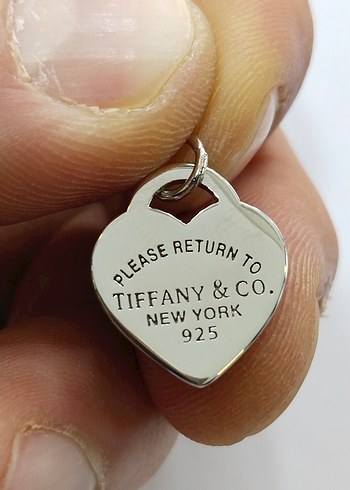 PLEASE RETURN TO
TIFFANY & CO.
NEW YORK
925